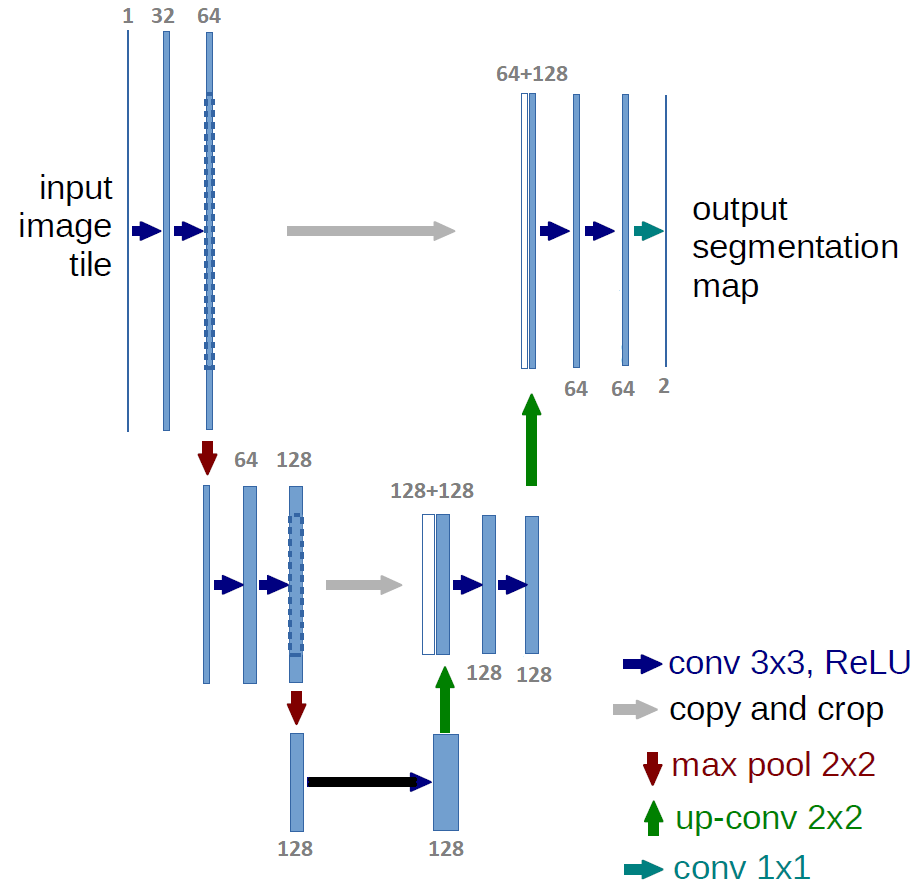 1 32 64
64+128
input
image
tile
output
segmentation
map
64 64 2
64 128
128+128
128 128
128 128
conv 3x3, ReLU
copy and crop
max pool 2x2
up-conv 2x2
conv 1x1